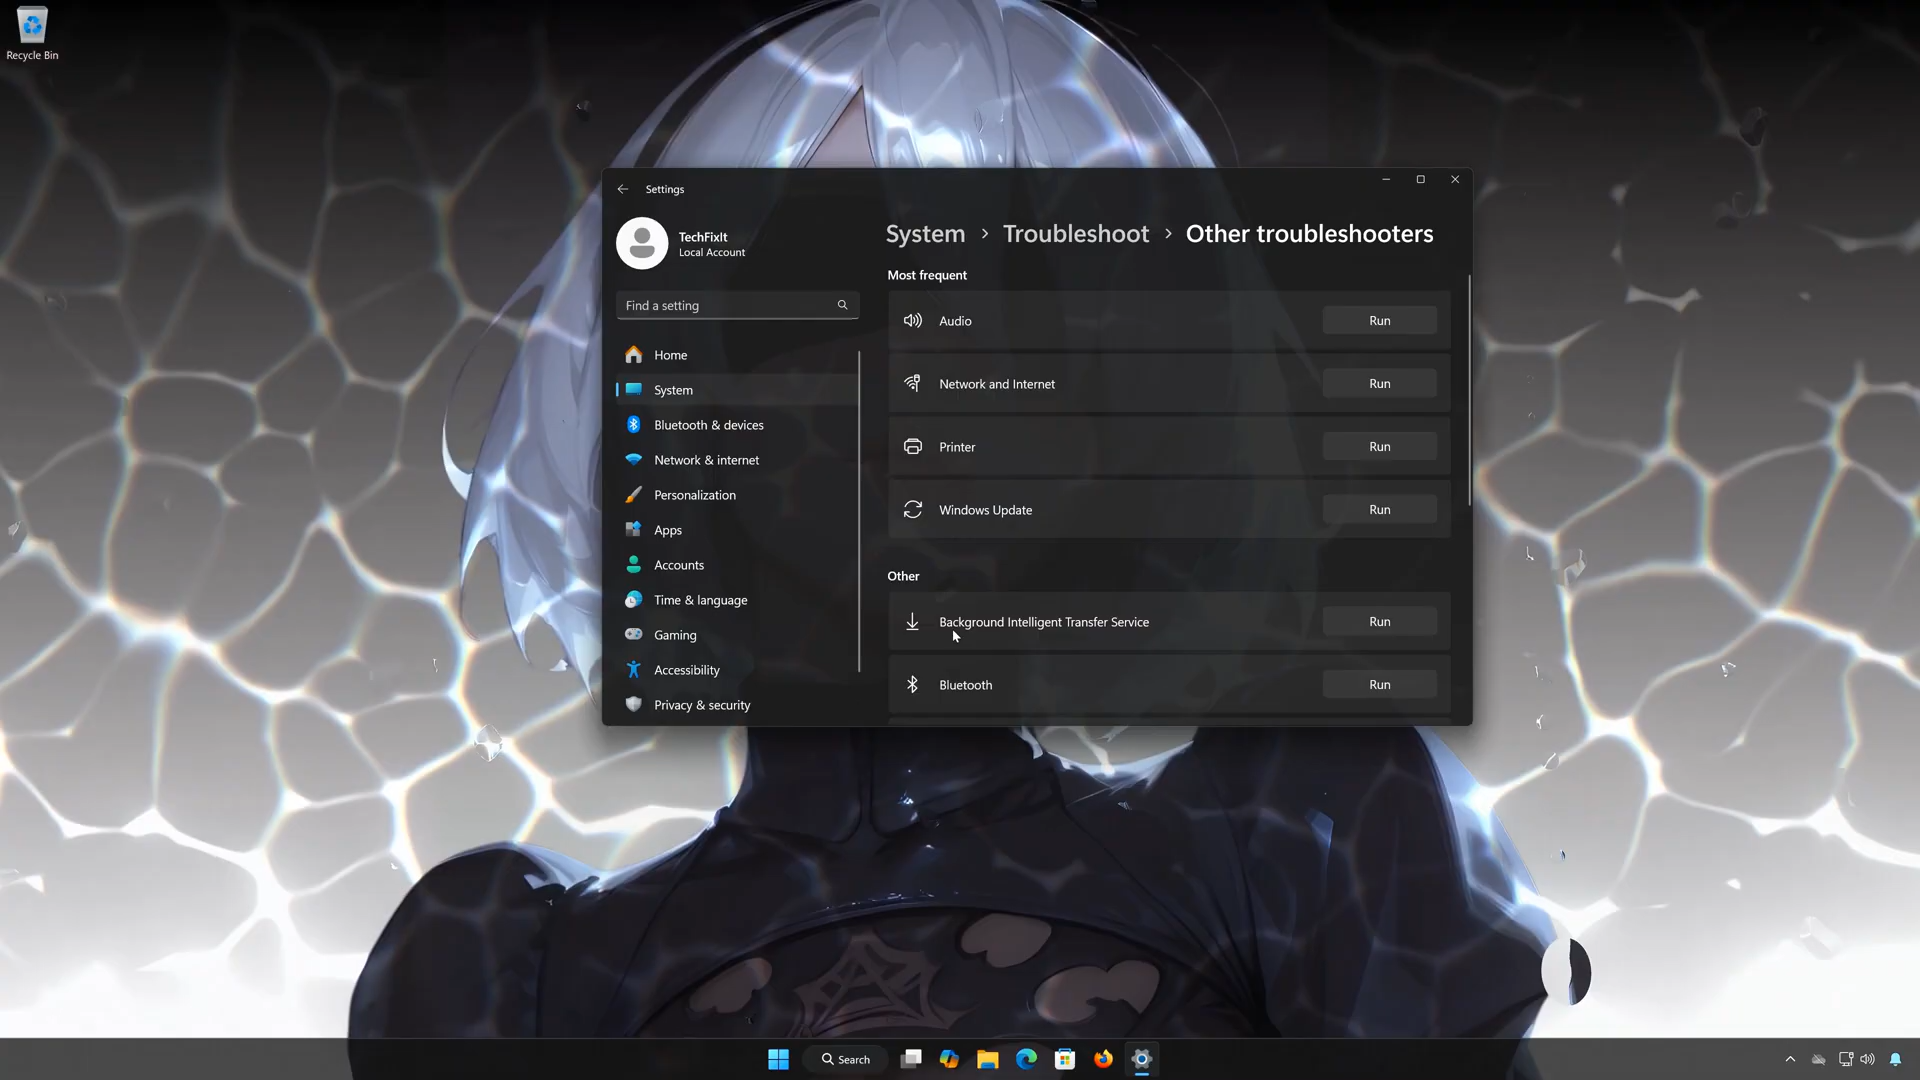 Recycle Bin
Settings
TechFixIt
Local Account
Find a setting
Home
System
Bluetooth & devices
Network & internet
Personalization
Apps
Accounts
Time & language
Gaming
Accessibility
Privacy & security
System > Troubleshoot > Other troubleshooters
Most frequent
Audio Run
Network and Internet Run
Printer Run
Windows Update Run
Other
Background Intelligent Transfer Service Run
Bluetooth Run
Search